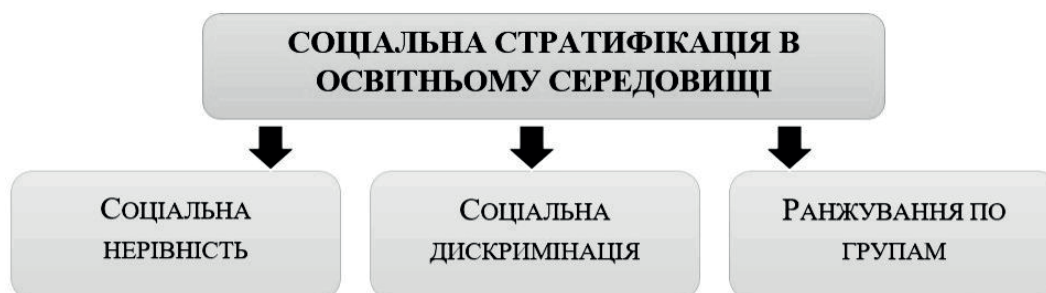 СОЦІАЛЬНА СТРАТИФІКАЦІЯ В
ОСВІТНЬОМУ СЕРЕДОВИЩІ
СОЦІАЛЬНА
НЕРІВНІСТЬ
СОЦІАЛЬНА
ДИСКРИМІНАЦІЯ
РАНЖУВАННЯ ПО
ГРУПАМ